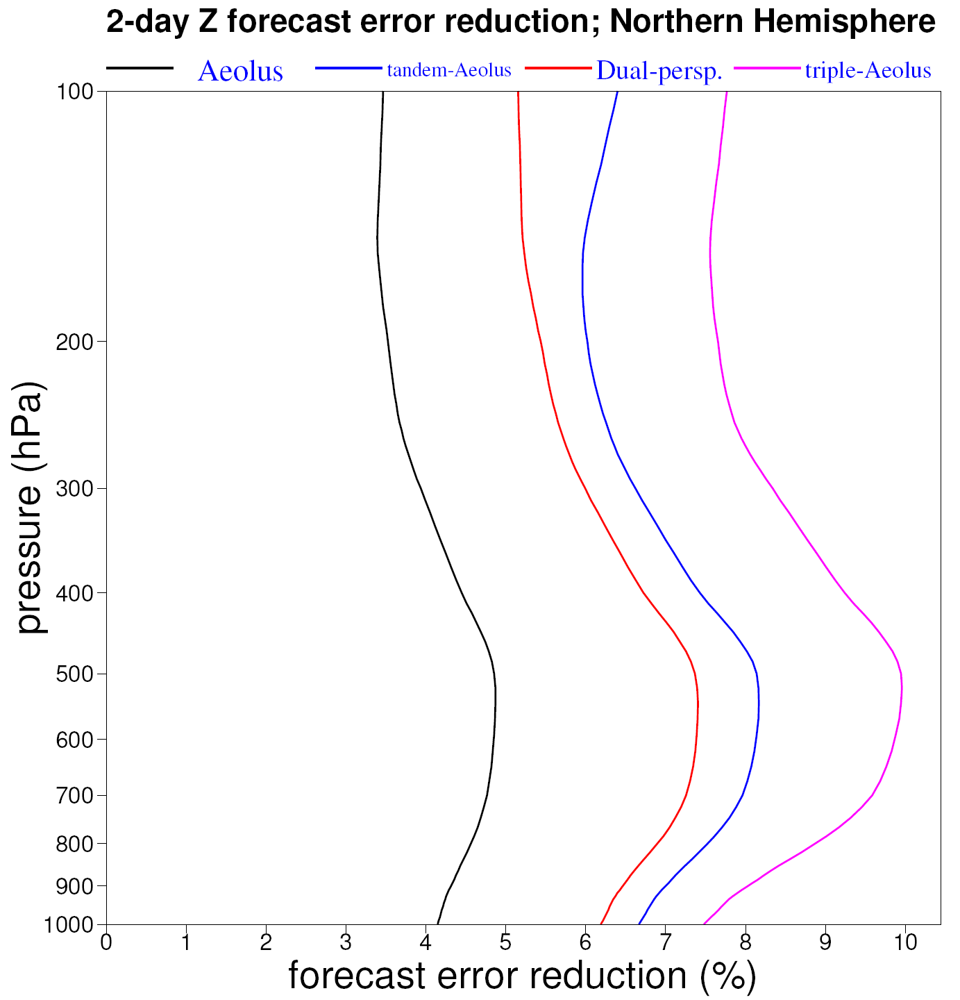 2-day Z forecast error reduction; Northern Hemisphere
Aeolus tandem-Aeolus Dual-persp. triple-Aeolus
100
200
300
400
500
600
700
800
900
1000
pressure (hPa)
0 1 2 3 4 5 6 7 8 9 10
forecast error reduction (%)